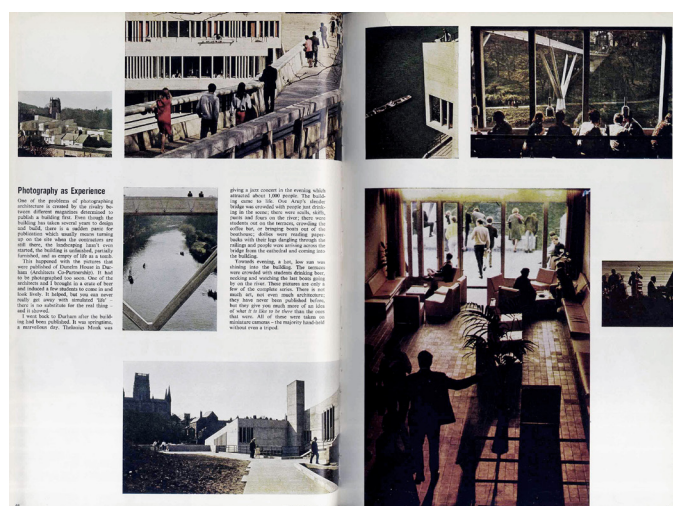 Photography as Experience
One of the problems of photographing
architecture is created by the rivalry be-
tween different magazines determined to
publish a building first. Even though the
building has taken several years to design
and build, there is a sudden panic for
publication which usually means turning
up on the site when the contractors are
still there, the landscaping hasn't even
started, the building is unfinished, partially
furnished, and as empty of life as a tomb.
This happened with the pictures that
were published of Dunelm House in Dur-
ham (Architects Co-Partnership). It had
to be photographed too soon. One of the
architects and I brought in a crate of beer
and induced a few students to come in and
look lively. It helped, but you can never
really get away with simulated 'life' –
there is no substitute for the real thing –
and it showed.
I went back to Durham after the build-
ing had been published. It was springtime,
a marvellous day. Thelonius Monk was
giving a jazz concert in the evening which
attracted about 1,000 people. The build-
ing came to life. Ove Arup's slender
bridge was crowded with people just drink-
ing in the scene; there were sculls, skiffs,
punts and fours on the river; there were
students out on the terraces, crowding the
coffee bar, or bringing boats out of the
boathouse; dollies were reading paper-
backs with their legs dangling through the
railings and people were arriving across the
bridge from the cathedral and coming into
the building.
Towards evening, a last, low sun was
shining into the building. The terraces
were crowded with students drinking beer,
necking and watching the last boats going
by on the river. These pictures are only a
few of the complete series. There is not
much art, not even much architecture;
they have never been published before,
but they give you much more of an idea
of what it is like to be there than the ones
that were. All of these were taken on
miniature cameras – the majority hand-held
without even a tripod.